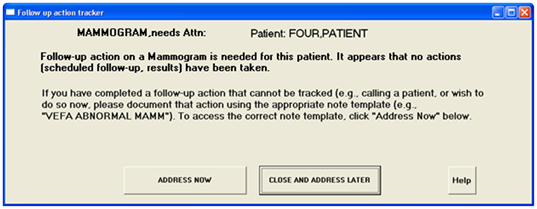 Follow up action tracker
MAMMOGRAM,needs Attn: Patient: FOUR,PATIENT
Follow-up action on a Mammogram is needed for this patient. It appears that no actions
(scheduled follow-up, results) have been taken.
If you have completed a follow-up action that cannot be tracked (e.g., calling a patient, or wish to
do so now, please document that action using the appropriate note template (e.g.,
"VEFA ABNORMAL MAMM"). To access the correct note template, click "Address Now" below.
ADDRESS NOW CLOSE AND ADDRESS LATER Help